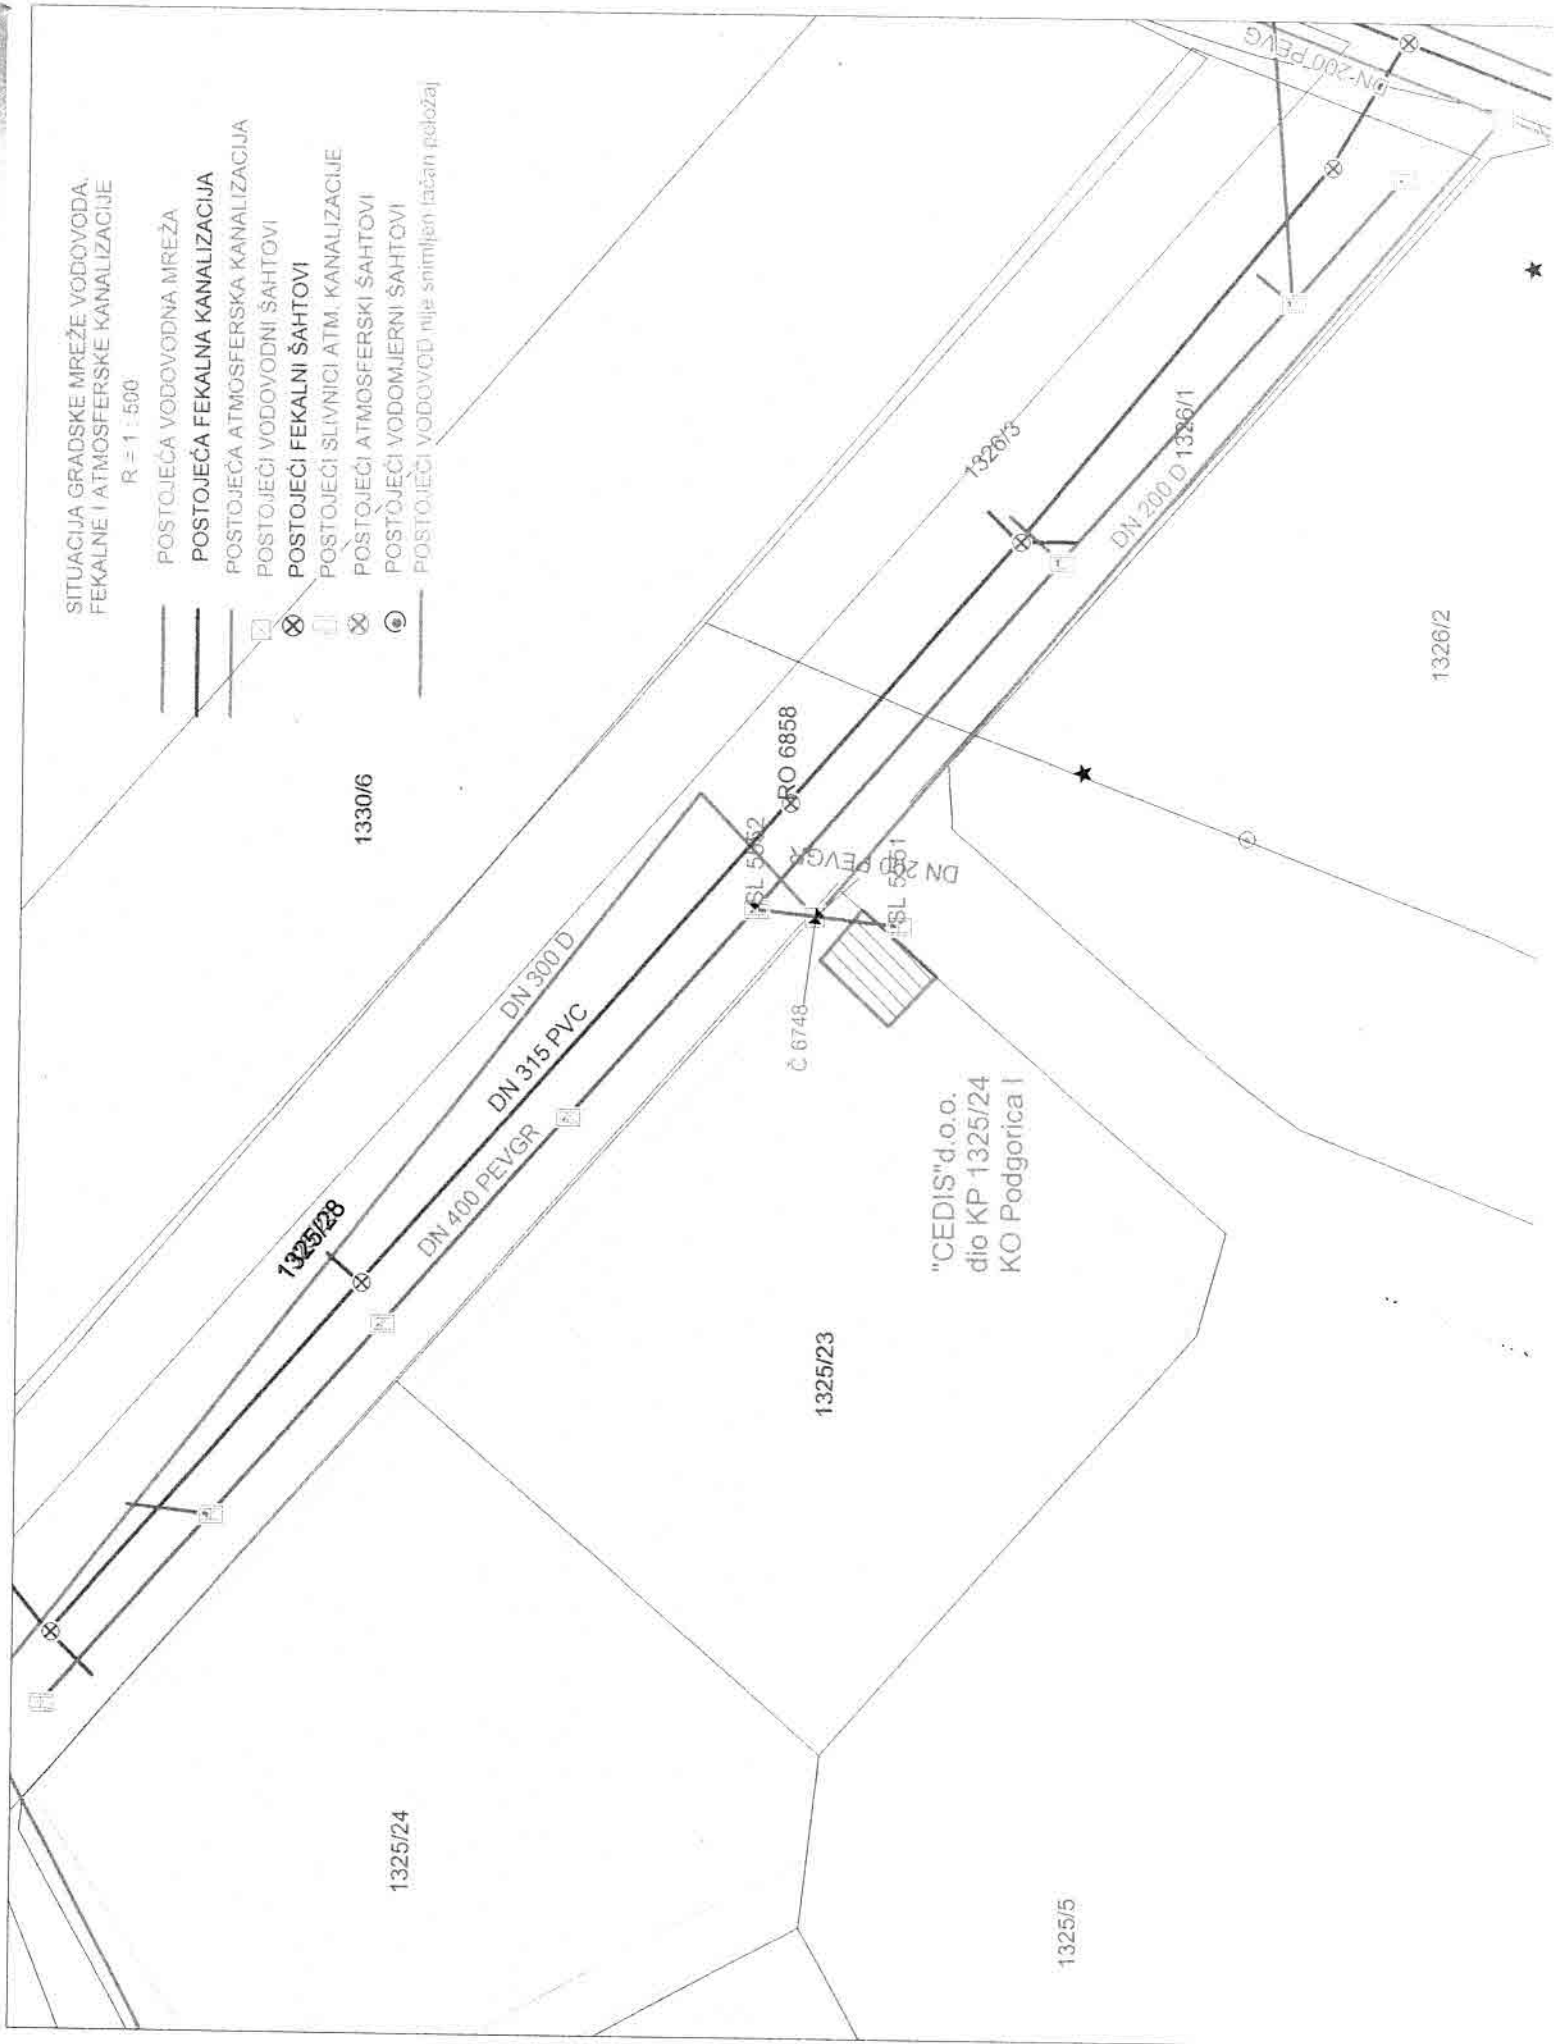 SITUACIJA GRADSKE MREŽE VODOVODA,
FEKALNE I ATMOSFERSKE KANALIZACIJE
R = 1 : 500
POSTOJEĆA VODOVODNA MREŽA
POSTOJEĆA FEKALNA KANALIZACIJA
POSTOJEĆA ATMOSFERSKA KANALIZACIJA
POSTOJEĆI VODOVODNI ŠAHTOVI
POSTOJEĆI FEKALNI ŠAHTOVI
POSTOJEĆI SLIVNICI ATM. KANALIZACIJE
POSTOJEĆI ATMOSFERSKI ŠAHTOVI
POSTOJEĆI VODOMJERNI ŠAHTOVI
POSTOJEĆI VODOVOD nije snimljen tačan položaj
DN 200 PEVG
1330/6
1326/3
1326/1
DN 200 D
1326/2
RO 6858
SL 5552
DN 200 PEVGR
SL 5551
Č 6748
DN 300 D
DN 315 PVC
DN 400 PEVGR
1325/28
"CEDIS"d.o.o.
dio KP 1325/24
KO Podgorica I
1325/23
1325/24
1325/5